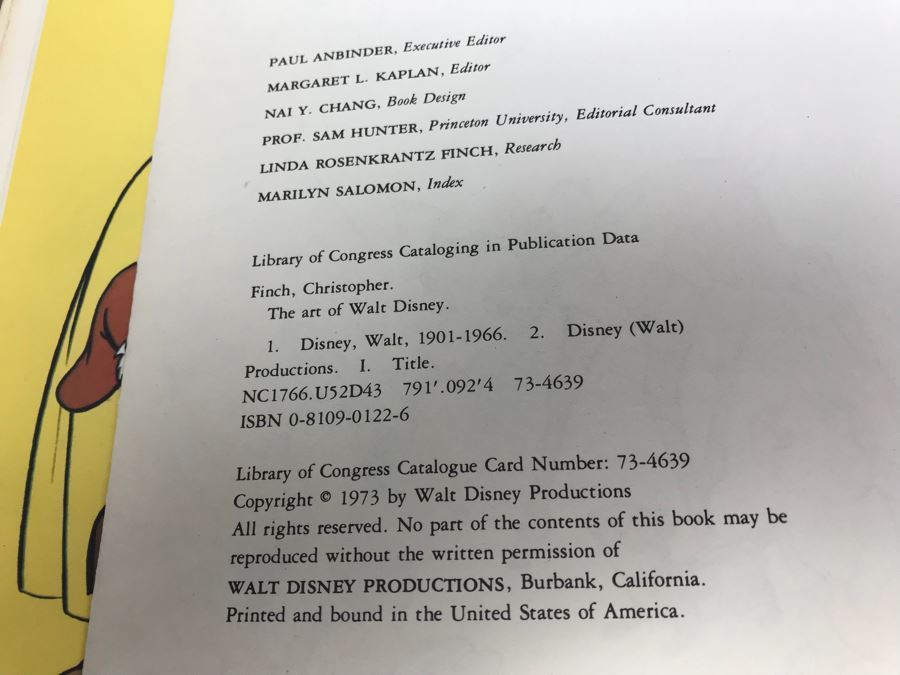 PAUL ANBINDER, Executive Editor
MARGARET L. KAPLAN, Editor
NAI Y. CHANG, Book Design
PROF. SAM HUNTER, Princeton University, Editorial Consultant
LINDA ROSENKRANTZ FINCH, Research
MARILYN SALOMON, Index
Library of Congress Cataloging in Publication Data
Finch, Christopher.
The art of Walt Disney.
1. Disney, Walt, 1901-1966. 2. Disney (Walt)
Productions. I. Title.
NC1766.U52D43 791'.092'4 73-4639
ISBN 0-8109-0122-6
Library of Congress Catalogue Card Number: 73-4639
Copyright © 1973 by Walt Disney Productions
All rights reserved. No part of the contents of this book may be
reproduced without the written permission of
WALT DISNEY PRODUCTIONS, Burbank, California.
Printed and bound in the United States of America.